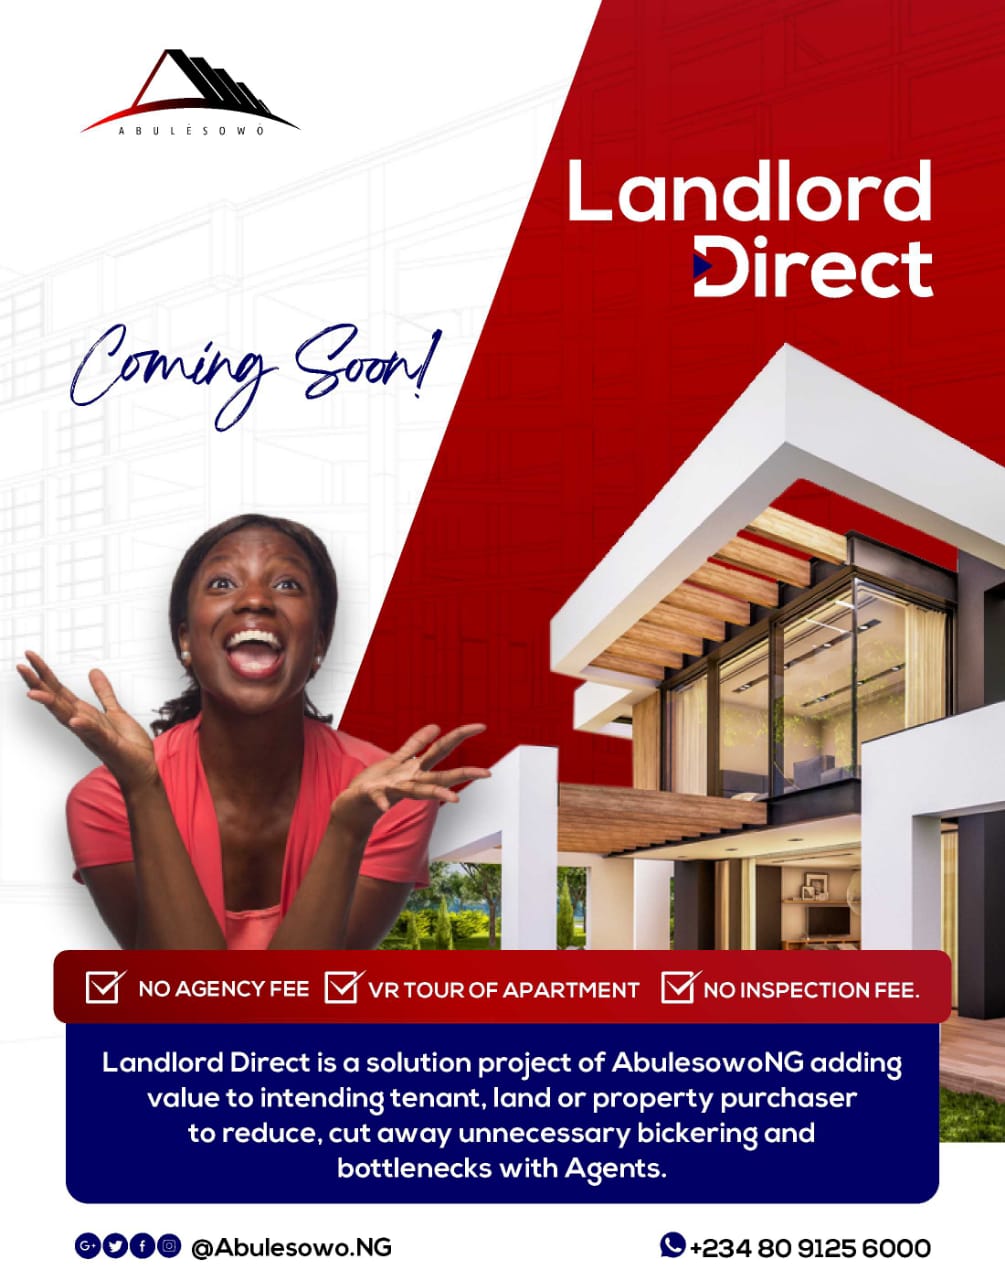 ABULĖSOWÒ
Landlord
Direct
Coming Soon!
NO AGENCY FEE
VR TOUR OF APARTMENT
NO INSPECTION FEE.
Landlord Direct is a solution project of AbulesowoNG adding
value to intending tenant, land or property purchaser
to reduce, cut away unnecessary bickering and
bottlenecks with Agents.
@Abulesowo.NG
+234 80 9125 6000